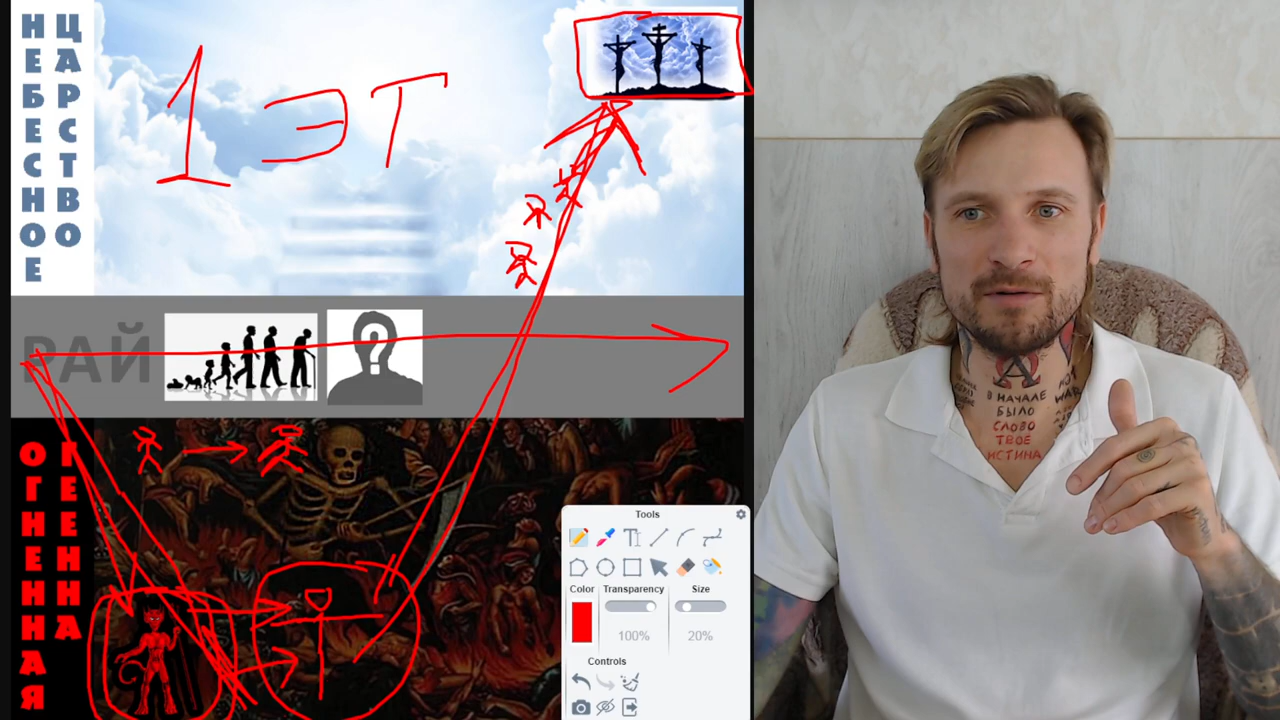 НЕБЕСНОЕ
ЦАРСТВО
1 ЭТ
РАЙ
?
ОГНЕННАЯ
ГЕЕННА
Tools
Color
Transparency
Size
100%
20%
Controls
В НАЧАЛЕ
БЫЛО
СЛОВО
ТВОЕ
ИСТИНА